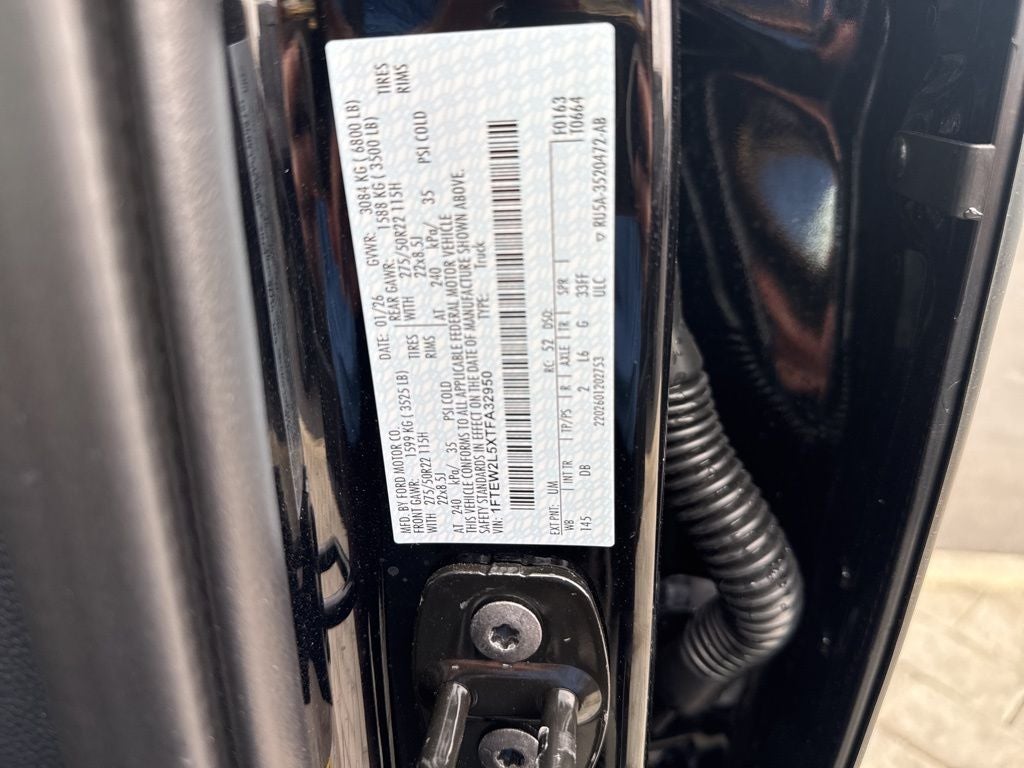 MFD. BY FORD MOTOR CO. DATE: 01/26 GVWR: 3084 KG ( 6800 LB)
FRONT GAWR: 1599 KG ( 3525 LB) REAR GAWR: 1588 KG ( 3500 LB)
WITH 275/50R22 115H TIRES WITH 275/50R22 115H TIRES
22x8.5J RIMS 22x8.5J RIMS
AT 240 kPa/ 35 PSI COLD AT 240 kPa/ 35 PSI COLD
THIS VEHICLE CONFORMS TO ALL APPLICABLE FEDERAL MOTOR VEHICLE
SAFETY STANDARDS IN EFFECT ON THE DATE OF MANUFACTURE SHOWN ABOVE.
VIN: 1FTEW2L5XTFA32950 TYPE: Truck
F0163
T0664
EXT PNT: UM RC: 52 DSO:
WB INT TR TP/PS R AXLE TR SPR
145 DB 2 L6 G 33FF
2202601202753 ULC ▽ RU5A-3520472-AB